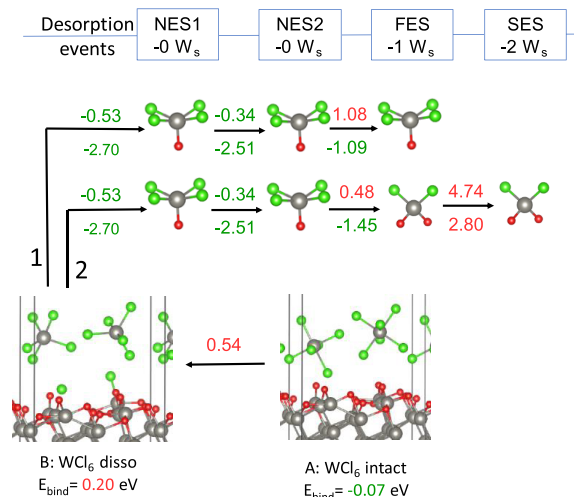 Desorption events
NES1
-0 Wₛ
NES2
-0 Wₛ
FES
-1 Wₛ
SES
-2 Wₛ
-0.53
-0.34
1.08
-2.70
-2.51
-1.09
-0.53
-0.34
0.48
4.74
-2.70
-2.51
-1.45
2.80
1
2
0.54
B: WCl₆ disso
E_bind= 0.20 eV
A: WCl₆ intact
E_bind= -0.07 eV